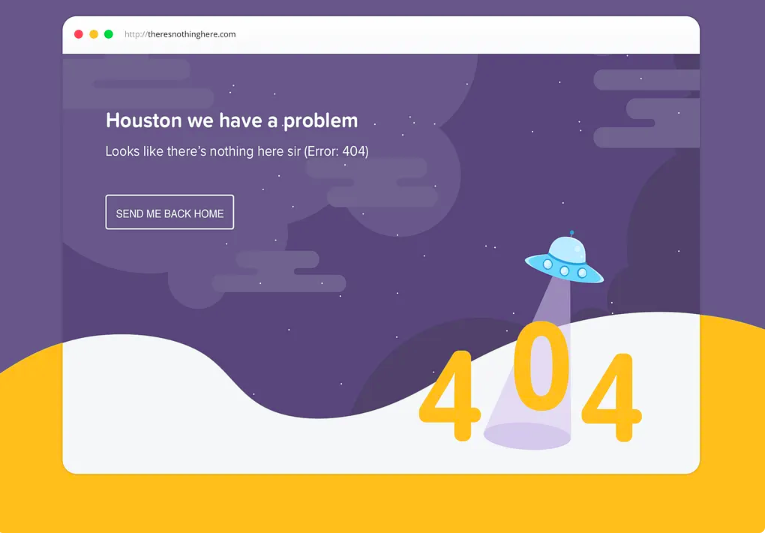 http://theresnothinghere.com
Houston we have a problem
Looks like there's nothing here sir (Error: 404)
SEND ME BACK HOME
404